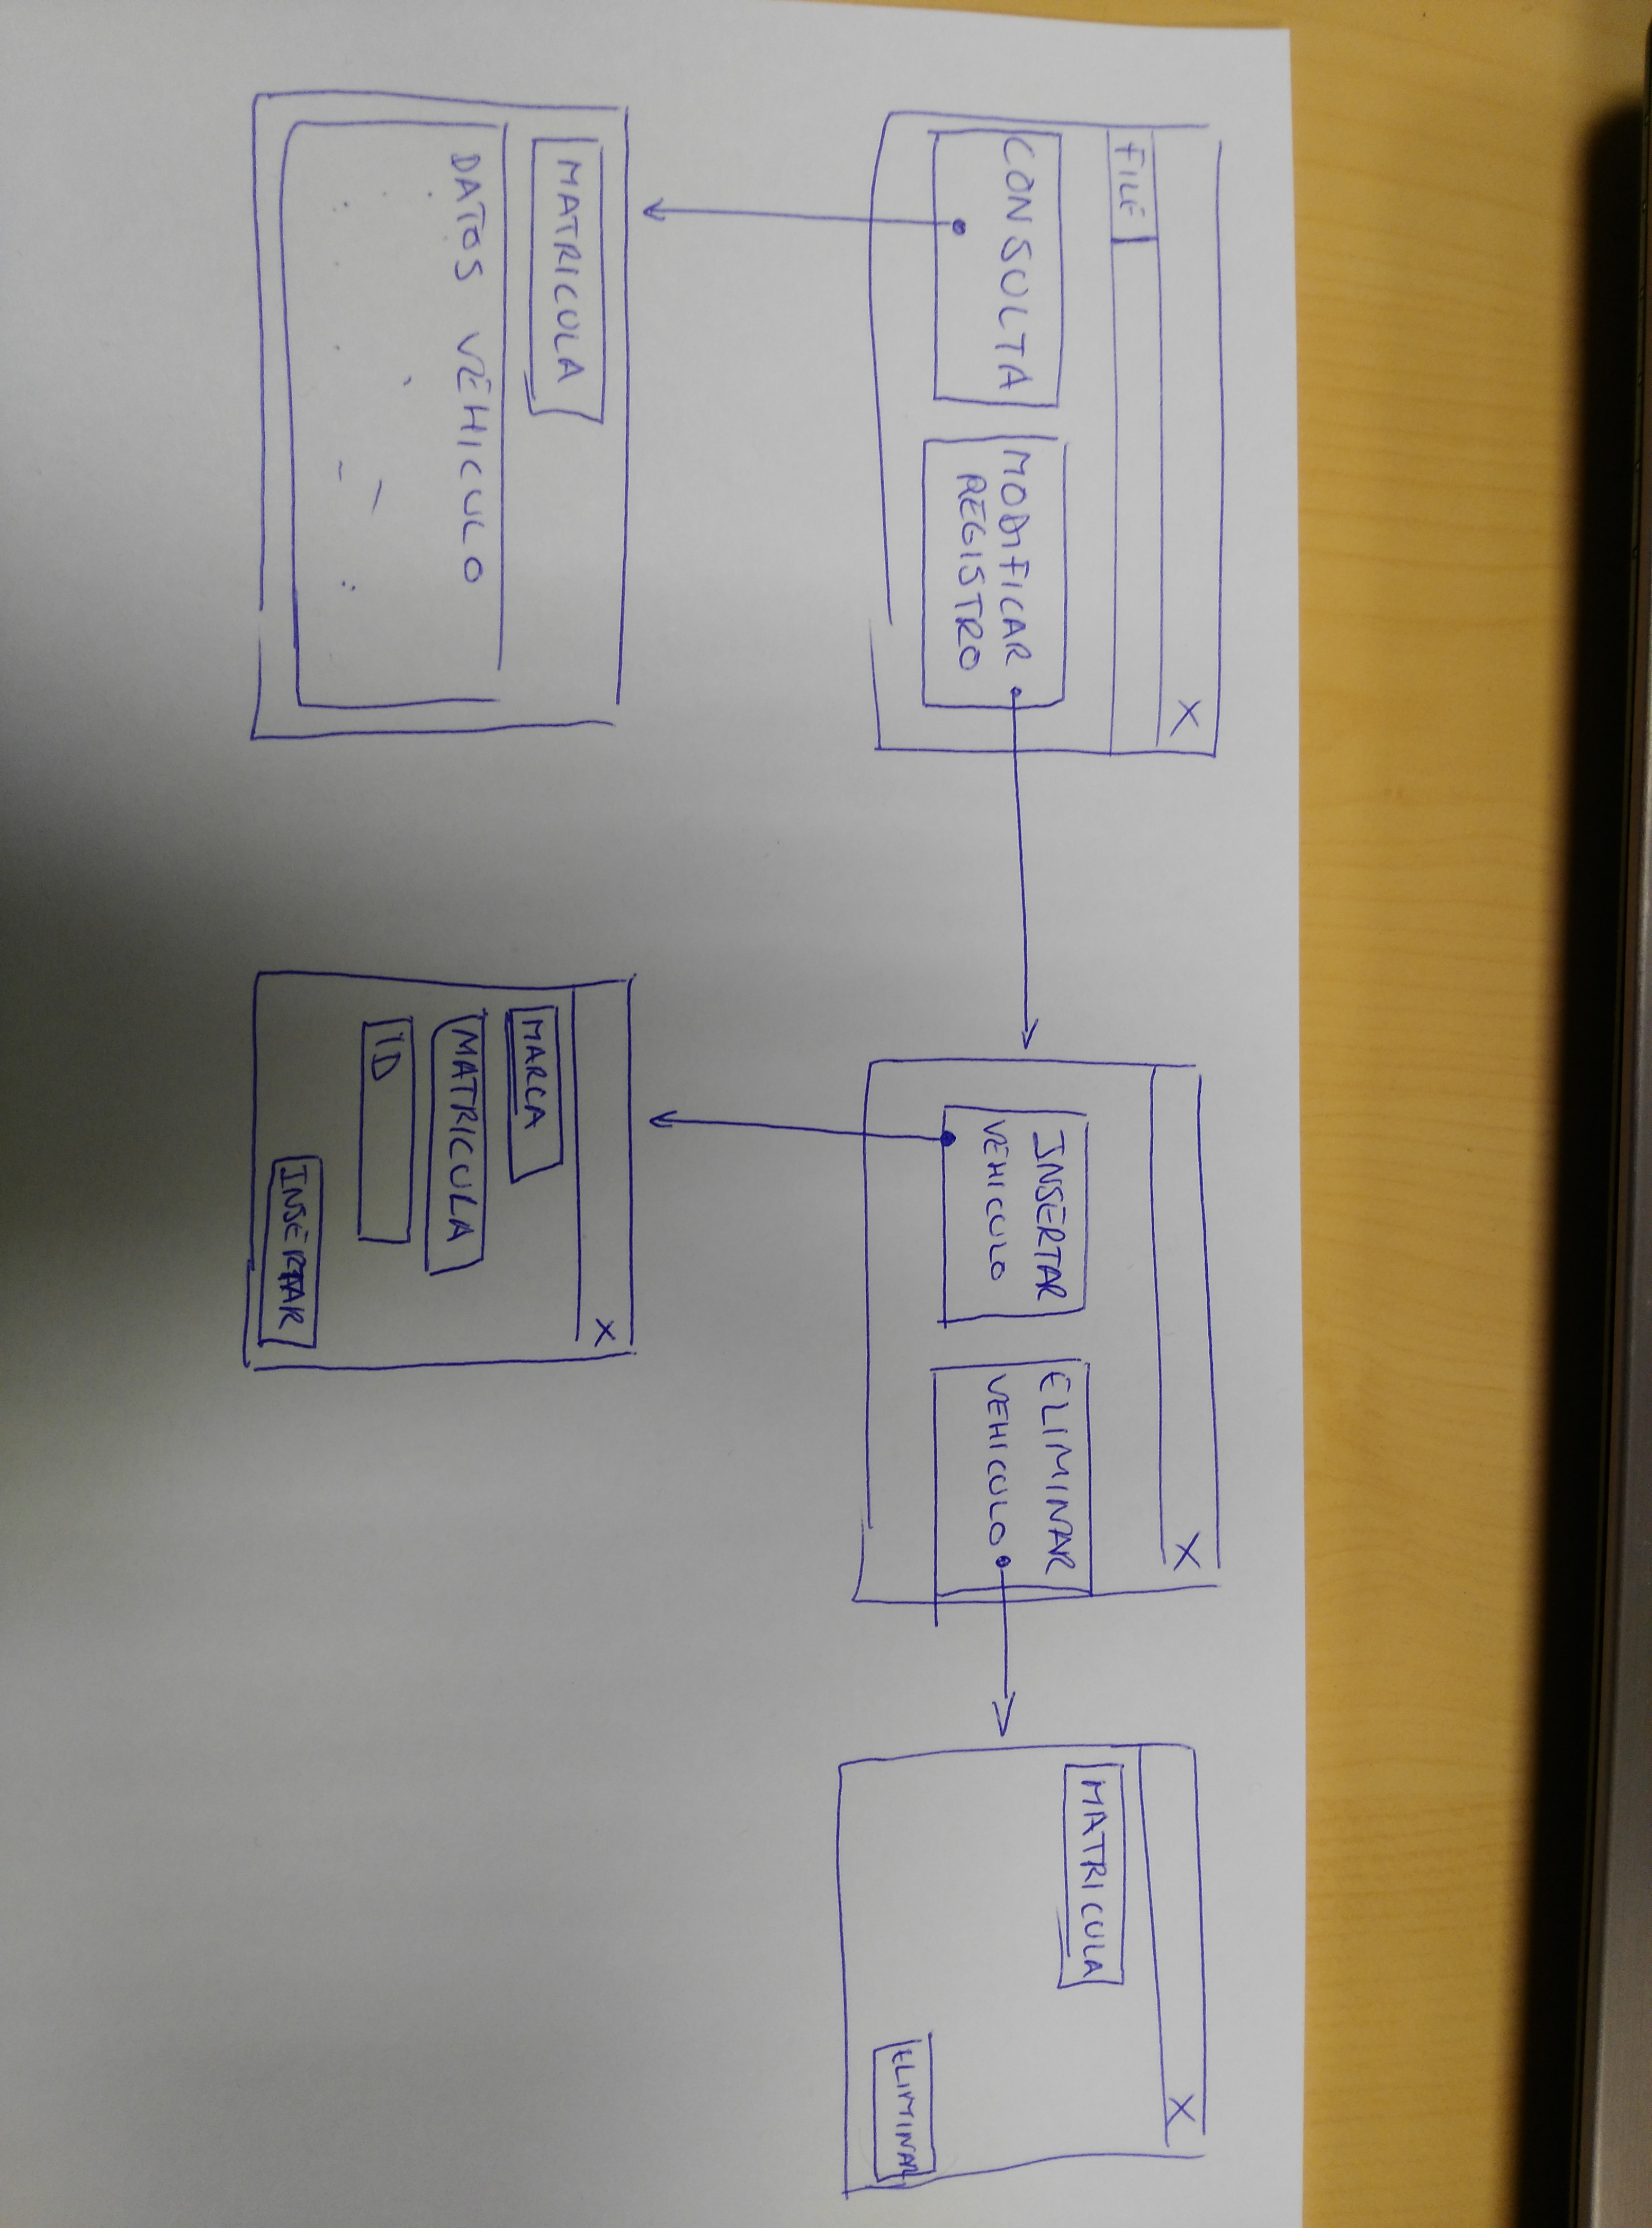 X
FILE
CONSULTA
MODIFICAR
REGISTRO
X
INSERTAR
VEHICULO
ELIMINAR
VEHICULO
X
MATRICULA
ELIMINAR
MATRICULA
DATOS VEHICULO
X
MARCA
MATRICULA
ID
INSERTAR